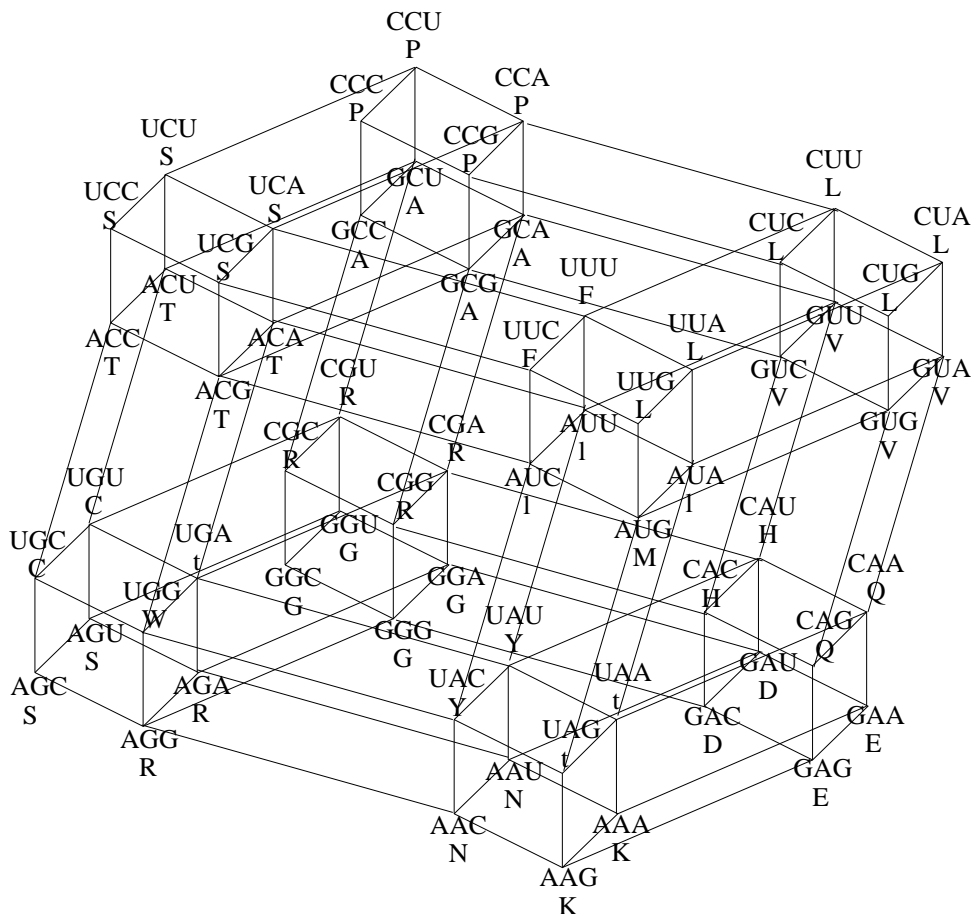 CCU
P
CCC
P
CCA
P
UCU
S
CCG
P
CUU
L
UCC
S
UCA
S
GCU
A
CUC
L
CUA
L
UCG
S
GCC
A
GCA
A
UUU
F
CUG
L
ACU
T
GCG
A
GUU
V
ACC
T
ACA
T
UUC
F
UUA
L
GUC
V
GUA
V
ACG
T
CGU
R
UUG
L
AUU
l
GUG
V
CGC
R
CGA
R
AUC
l
AUA
l
UGU
C
CGG
R
CAU
H
AUG
M
UGC
C
UGA
t
GGU
G
CAC
H
CAA
Q
UGG
W
GGC
G
GGA
G
UAU
Y
CAG
Q
AGU
S
GGG
G
GAU
D
AGC
S
AGA
R
UAC
Y
UAA
t
GAC
D
GAA
E
AGG
R
UAG
t
AAU
N
GAG
E
AAC
N
AAA
K
AAG
K